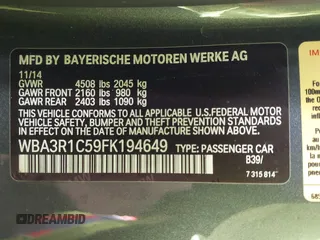 MFD BY BAYERISCHE MOTOREN WERKE AG
11/14
GVWR 4508 lbs 2045 kg
GAWR FRONT 2160 lbs 980 kg
GAWR REAR 2403 lbs 1090 kg
THIS VEHICLE CONFORMS TO ALL APPLICABLE
FEDERAL MOTOR VEHICLE SAFETY, BUMPER,
AND THEFT PREVENTION STANDARDS IN EFFECT
ON THE DATE OF MANUFACTURE SHOWN ABOVE.
WBA3R1C59FK194649 TYPE: PASSENGER CAR
B39/
7 315 814
DREAMBID